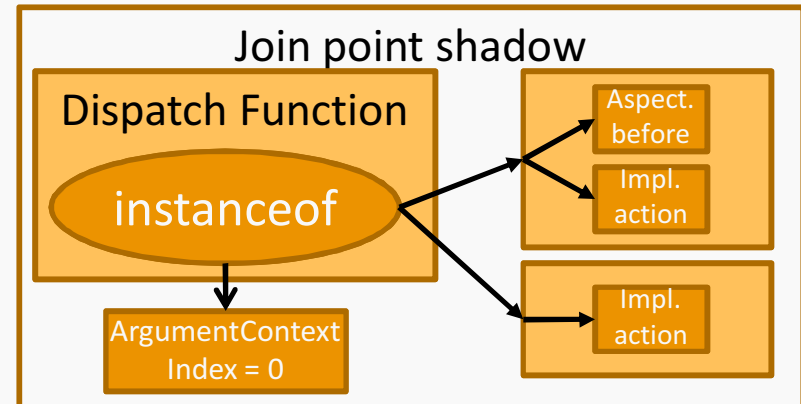 Join point shadow
Dispatch Function
instanceof
ArgumentContext
Index = 0
Aspect.
before
Impl.
action
Impl.
action